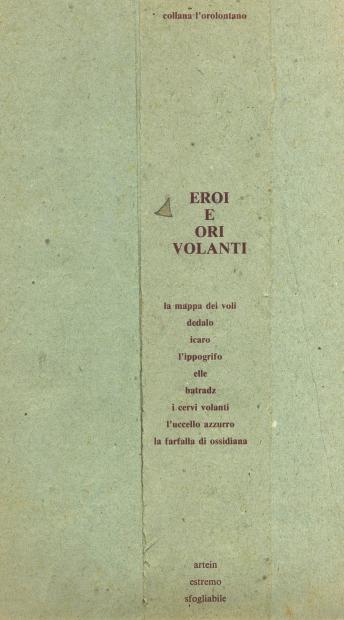 collana l'orolontano
EROI
E
ORI
VOLANTI
la mappa dei voli
dedalo
icaro
l'ippogrifo
elle
batradz
i cervi volanti
l'uccello azzurro
la farfalla di ossidiana
artein
estremo
sfogliabile